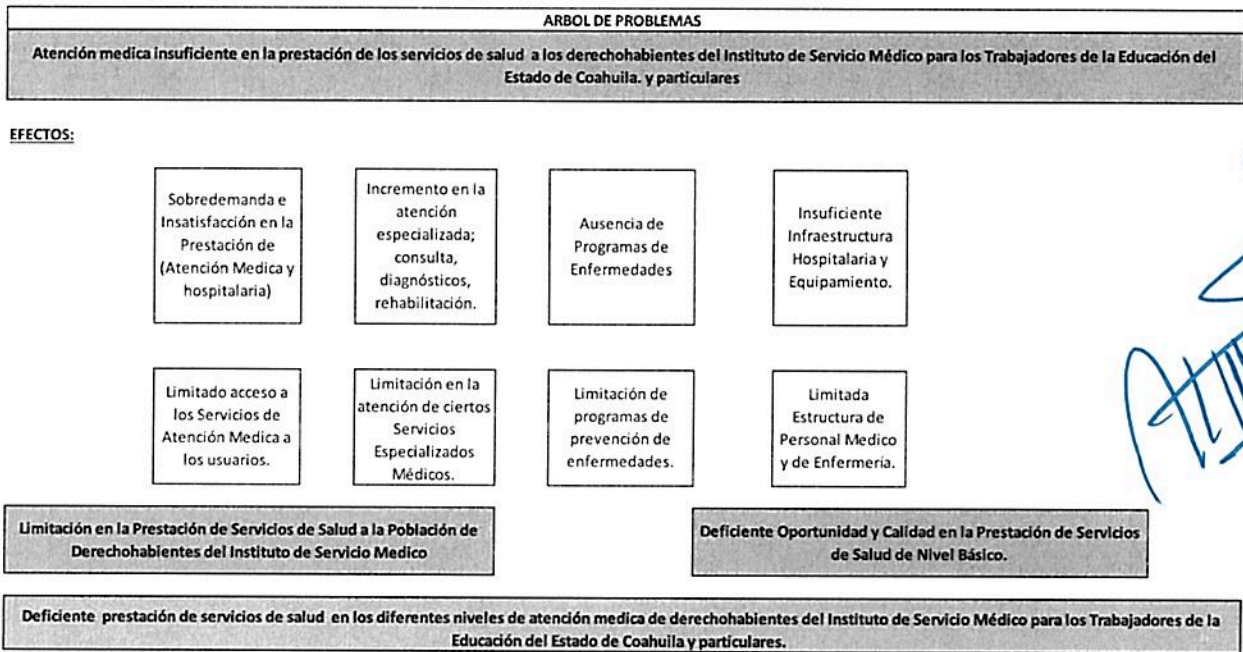 ARBOL DE PROBLEMAS
Atención medica insuficiente en la prestación de los servicios de salud a los derechohabientes del Instituto de Servicio Médico para los Trabajadores de la Educación del
Estado de Coahuila. y particulares
EFECTOS:
Sobredemanda e
Insatisfacción en la
Prestación de
(Atención Medica y
hospitalaria)
Incremento en la
atención
especializada;
consulta,
diagnósticos,
rehabilitación.
Ausencia de
Programas de
Enfermedades
Insuficiente
Infraestructura
Hospitalaria y
Equipamiento.
Limitado acceso a
los Servicios de
Atención Medica a
los usuarios.
Limitación en la
atención de ciertos
Servicios
Especializados
Médicos.
Limitación de
programas de
prevención de
enfermedades.
Limitada
Estructura de
Personal Medico
y de Enfermería.
Limitación en la Prestación de Servicios de Salud a la Población de
Derechohabientes del Instituto de Servicio Medico
Deficiente Oportunidad y Calidad en la Prestación de Servicios
de Salud de Nivel Básico.
Deficiente prestación de servicios de salud en los diferentes niveles de atención medica de derechohabientes del Instituto de Servicio Médico para los Trabajadores de la
Educación del Estado de Coahuila y particulares.